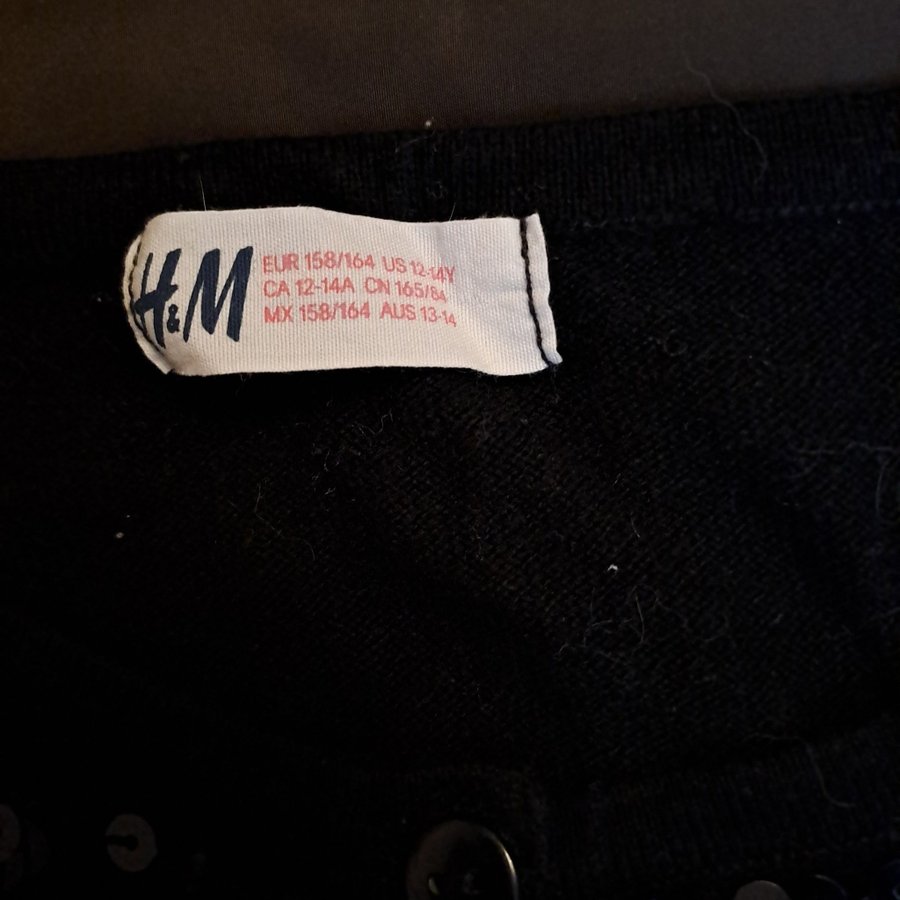 H&M
EUR 158/164 US 12-14Y
CA 12-14A CN 165/84
MX 158/164 AUS 13-14